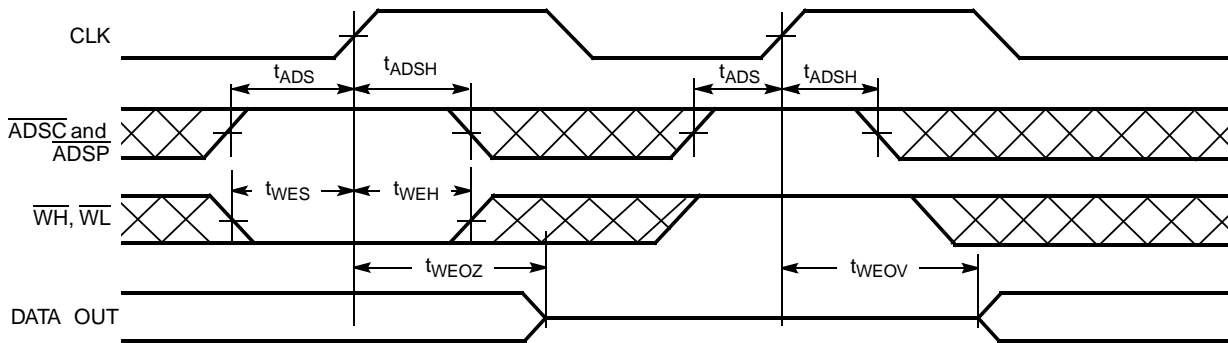 CLK
tADS tADSH tADS tADSH
ADSC and
ADSP
tWES tWEH
WH, WL
tWEOZ tWEOV
DATA OUT